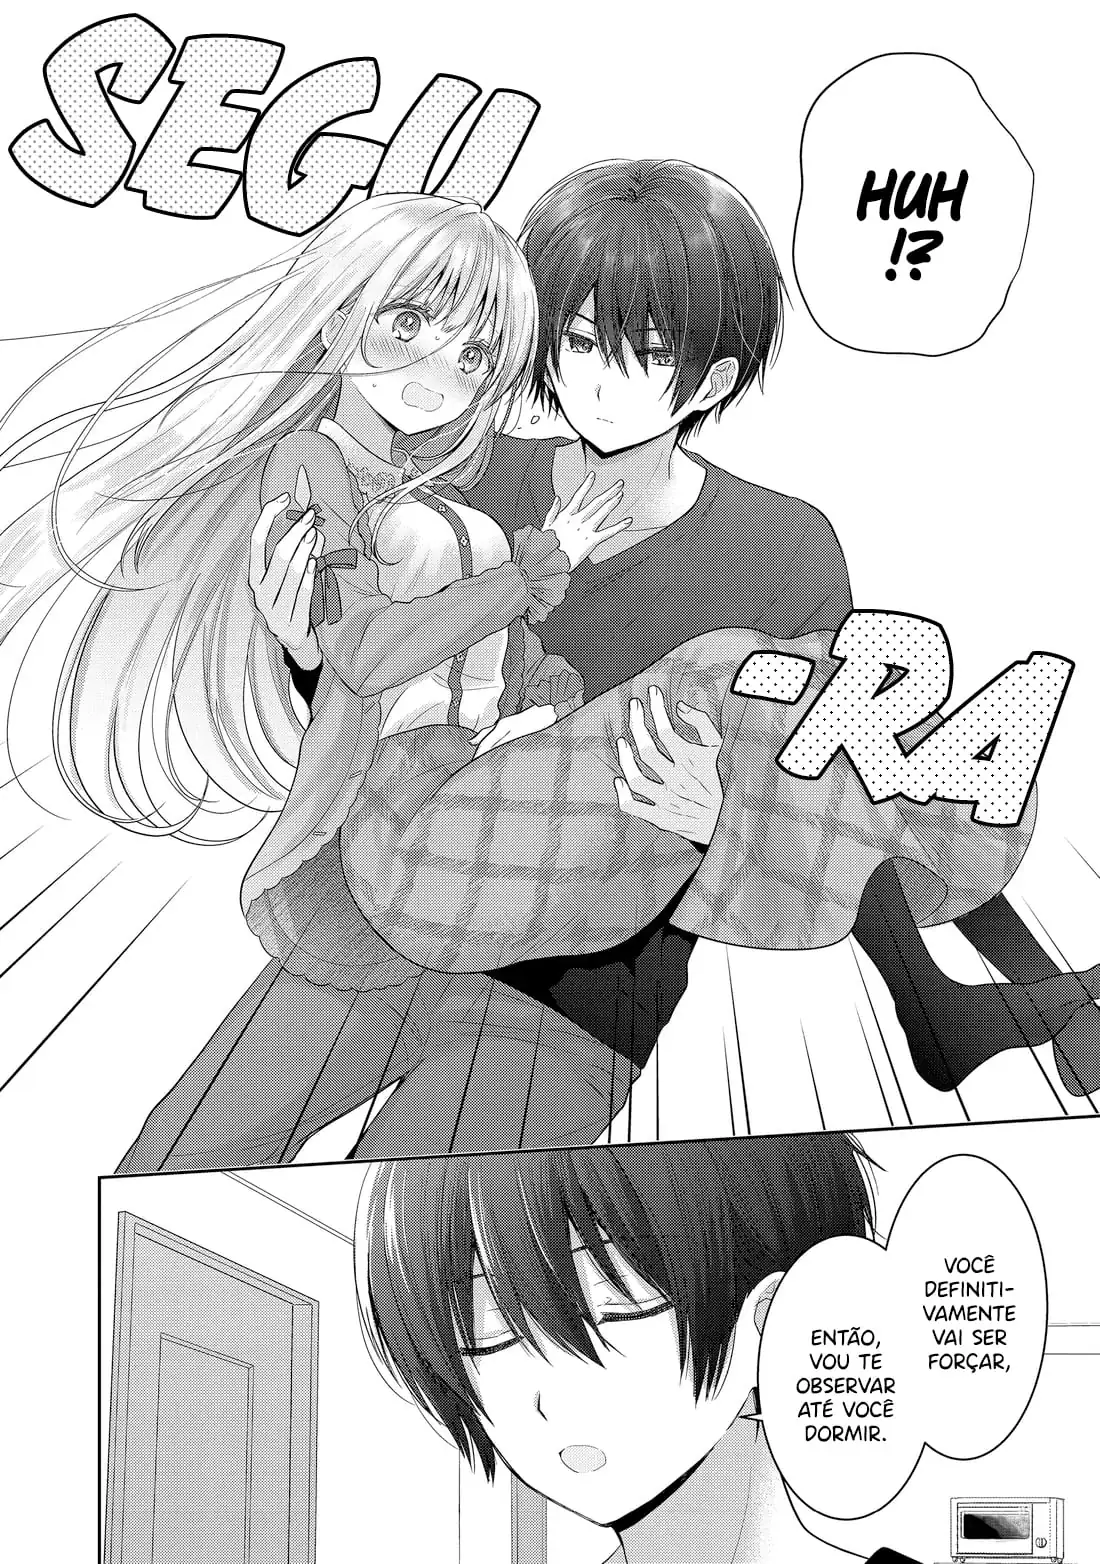 SEGU
HUH
!?
-RA
VOCÊ
DEFINITI-
VAMENTE
VAI SER
FORÇAR,
ENTÃO,
VOU TE
OBSERVAR
ATÉ VOCÊ
DORMIR.